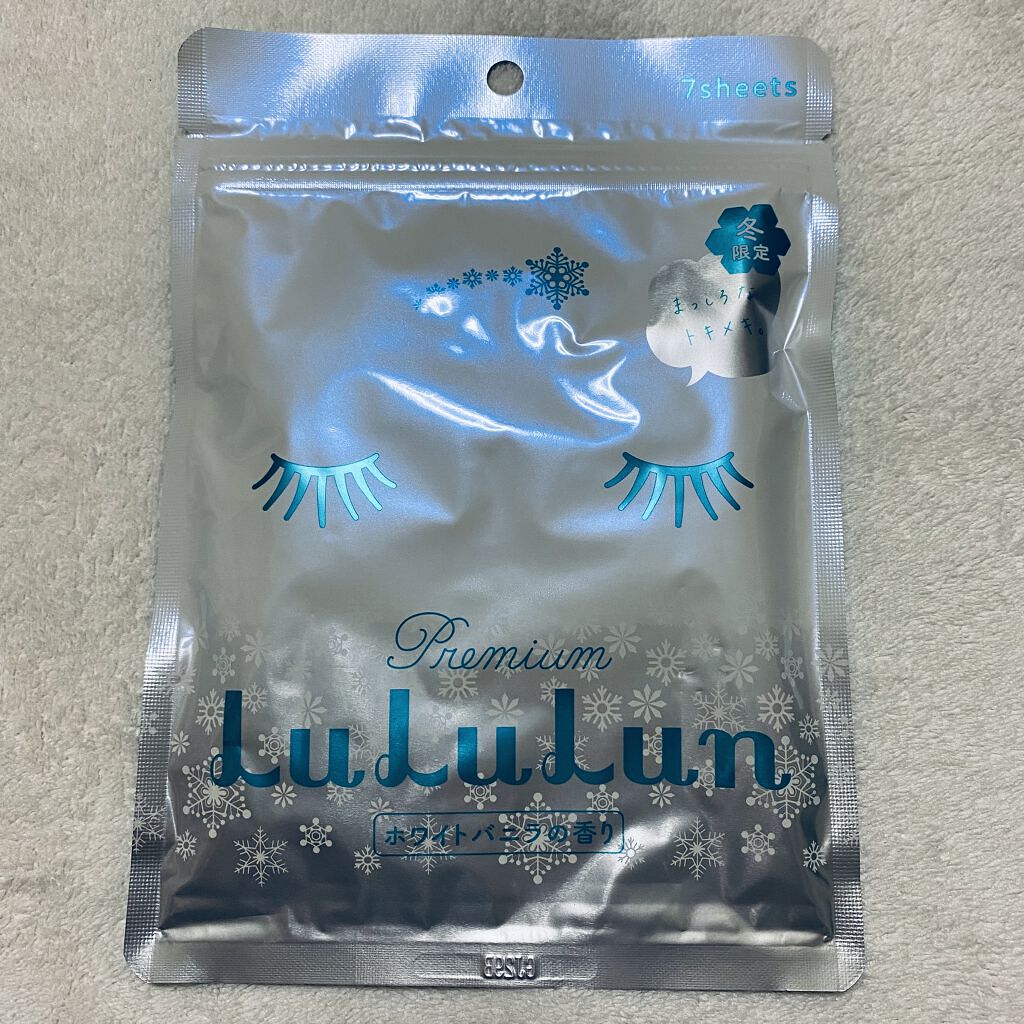 7sheets
冬
限定
まっしろな
トキメキ。
Premium
LuLuLun
ホワイトバニラの香り